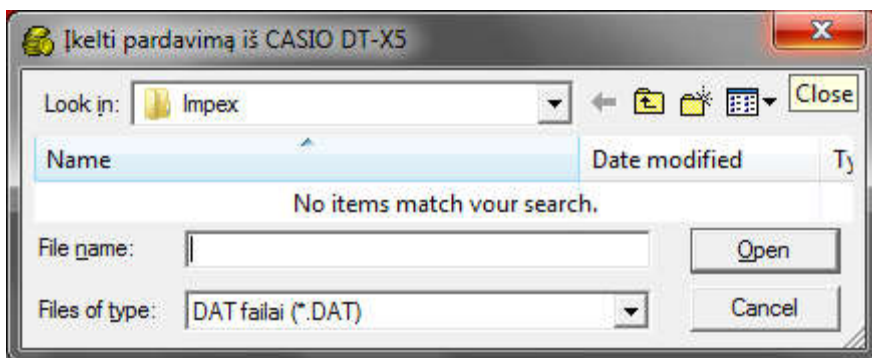 Įkelti pardavimą iš CASIO DT-X5
Look in: Impex
Close
Name Date modified Ty
No items match your search.
File name: Open
Files of type: DAT failai (*.DAT) Cancel